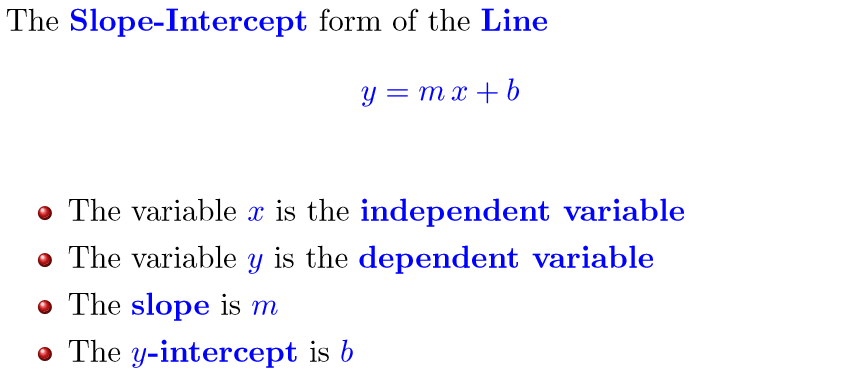 The Slope-Intercept form of the Line
y = m x + b
The variable x is the independent variable
The variable y is the dependent variable
The slope is m
The y-intercept is b